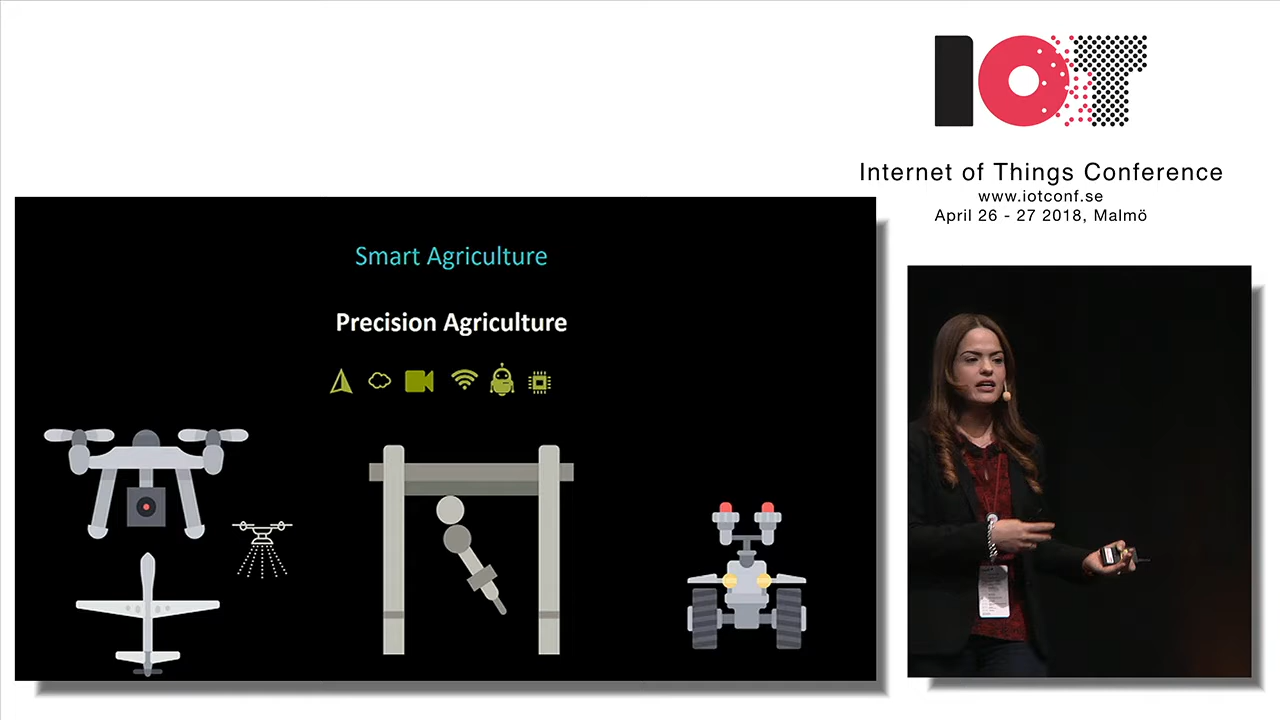 IOT
Internet of Things Conference
www.iotconf.se
April 26 - 27 2018, Malmö
Smart Agriculture
Precision Agriculture